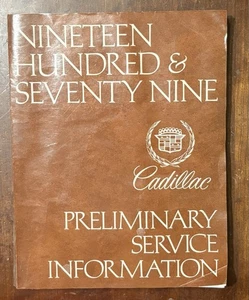 NINETEEN
HUNDRED &
SEVENTY NINE
Cadillac
PRELIMINARY
SERVICE
INFORMATION